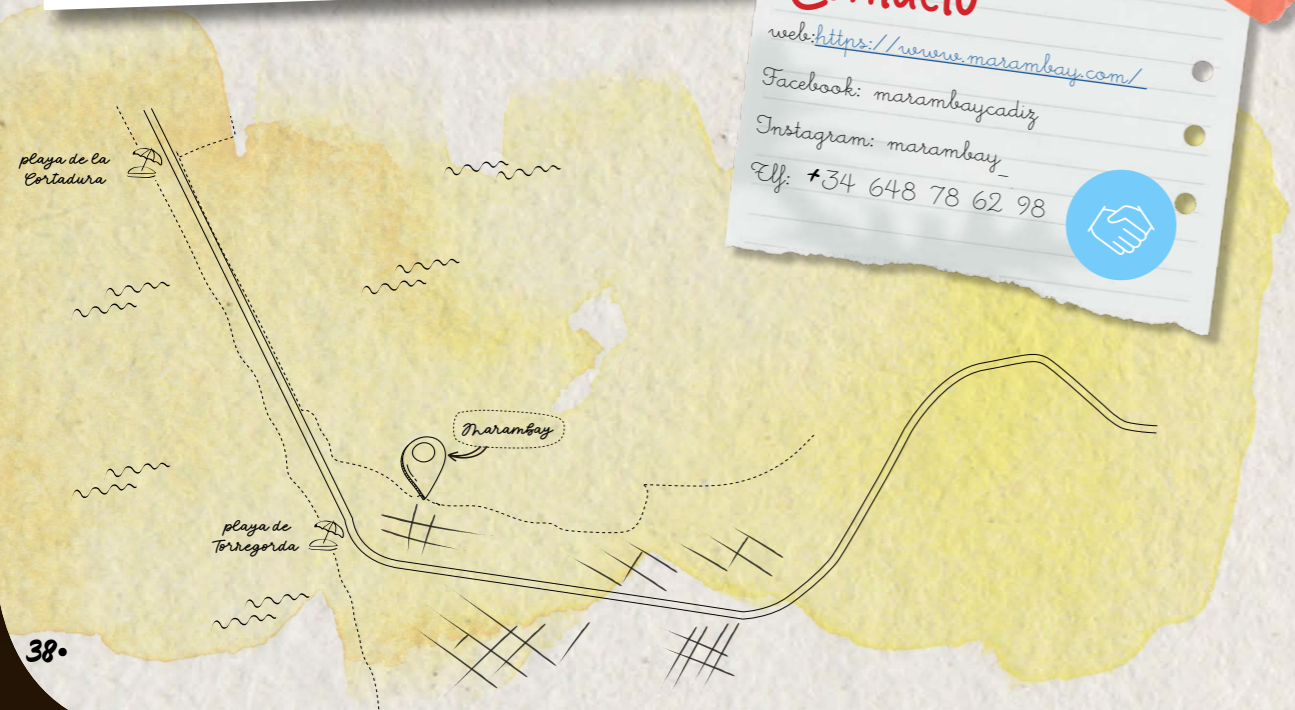 Contacto
web:https://www.marambay.com/
Facebook: marambaycadiz
Instagram: marambay_
Tlf: +34 648 78 62 98
playa de la
Cortadura
Marambay
playa de
Torregorda
38•